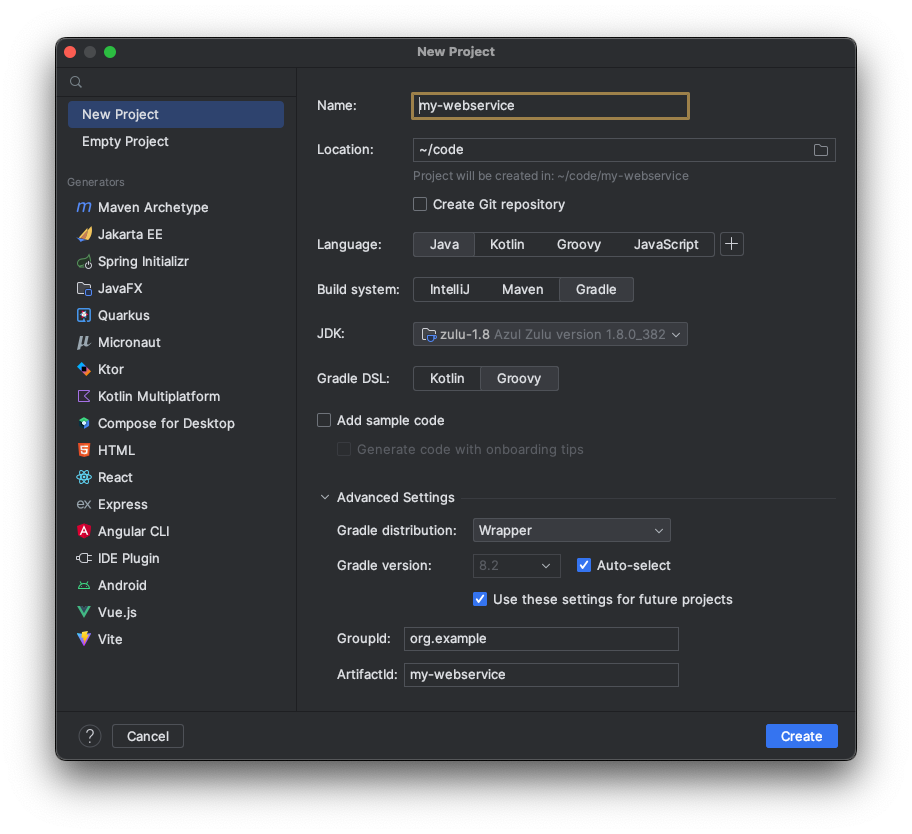 New Project
New Project
Empty Project
Generators
Maven Archetype
Jakarta EE
Spring Initializr
JavaFX
Quarkus
Micronaut
Ktor
Kotlin Multiplatform
Compose for Desktop
HTML
React
Express
Angular CLI
IDE Plugin
Android
Vue.js
Vite
Name: my-webservice
Location: ~/code
Project will be created in: ~/code/my-webservice
Create Git repository
Language: Java Kotlin Groovy JavaScript +
Build system: IntelliJ Maven Gradle
JDK: zulu-1.8 Azul Zulu version 1.8.0_382
Gradle DSL: Kotlin Groovy
Add sample code
Generate code with onboarding tips
Advanced Settings
Gradle distribution: Wrapper
Gradle version: 8.2 Auto-select
Use these settings for future projects
GroupId: org.example
ArtifactId: my-webservice
? Cancel Create